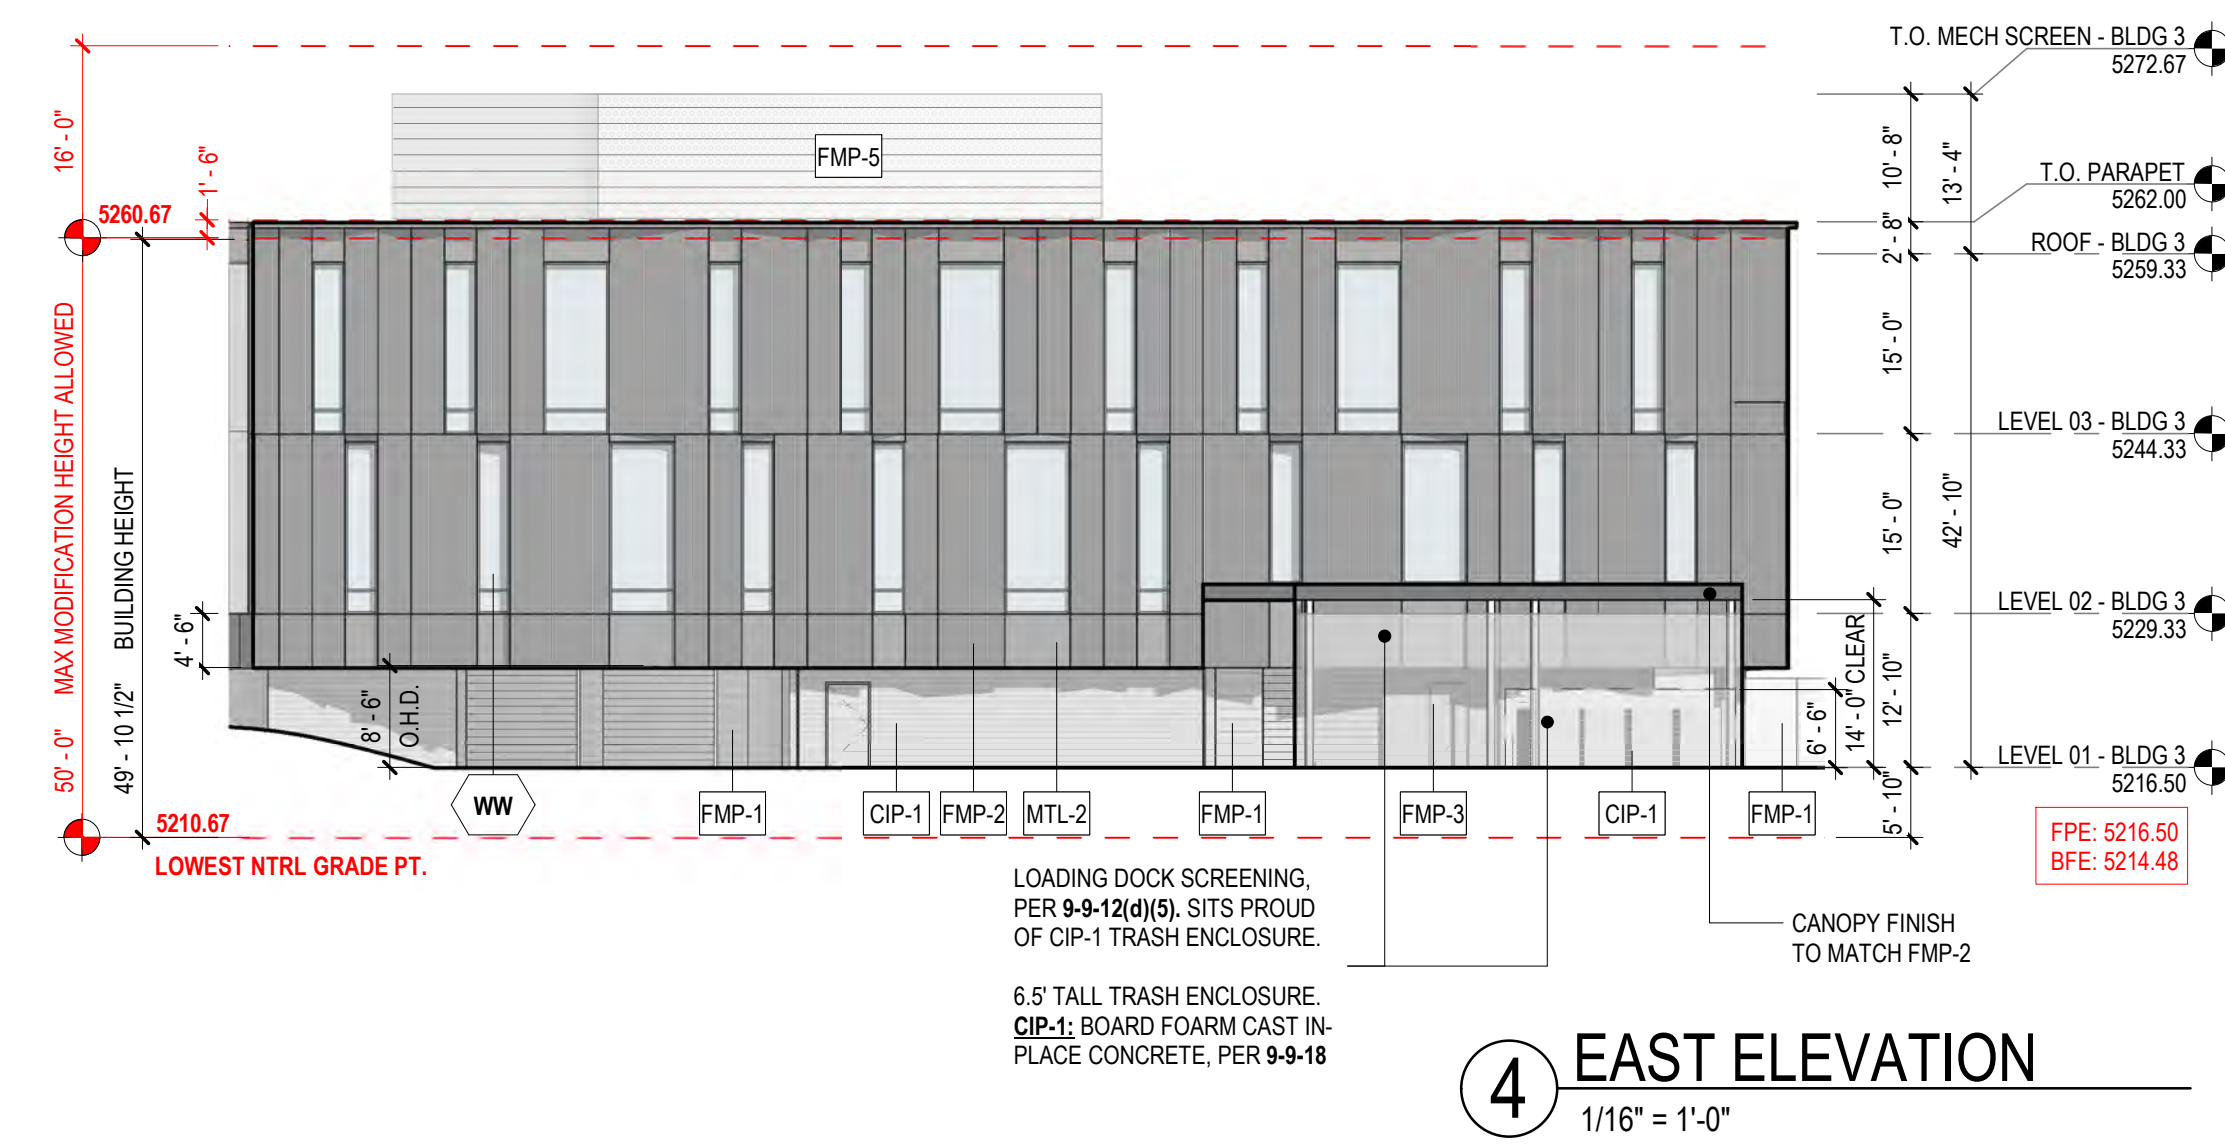 T.O. MECH SCREEN - BLDG 3
5272.67
16' - 0"
1' - 6"
FMP-5
10' - 8"
13' - 4"
T.O. PARAPET
5262.00
5260.67
2' - 8"
ROOF - BLDG 3
5259.33
MAX MODIFICATION HEIGHT ALLOWED
50' - 0"
BUILDING HEIGHT
49' - 10 1/2"
15' - 0"
LEVEL 03 - BLDG 3
5244.33
15' - 0"
42' - 10"
4' - 6"
LEVEL 02 - BLDG 3
5229.33
8' - 6"
O.H.D.
6' - 6"
14' - 0" CLEAR
12' - 10"
LEVEL 01 - BLDG 3
5216.50
WW
FMP-1
CIP-1
FMP-2
MTL-2
FMP-1
FMP-3
CIP-1
FMP-1
5' - 10"
5210.67
LOWEST NTRL GRADE PT.
FPE: 5216.50
BFE: 5214.48
LOADING DOCK SCREENING,
PER 9-9-12(d)(5). SITS PROUD
OF CIP-1 TRASH ENCLOSURE.
CANOPY FINISH
TO MATCH FMP-2
6.5' TALL TRASH ENCLOSURE.
CIP-1: BOARD FOARM CAST IN-
PLACE CONCRETE, PER 9-9-18
4
EAST ELEVATION
1/16" = 1'-0"